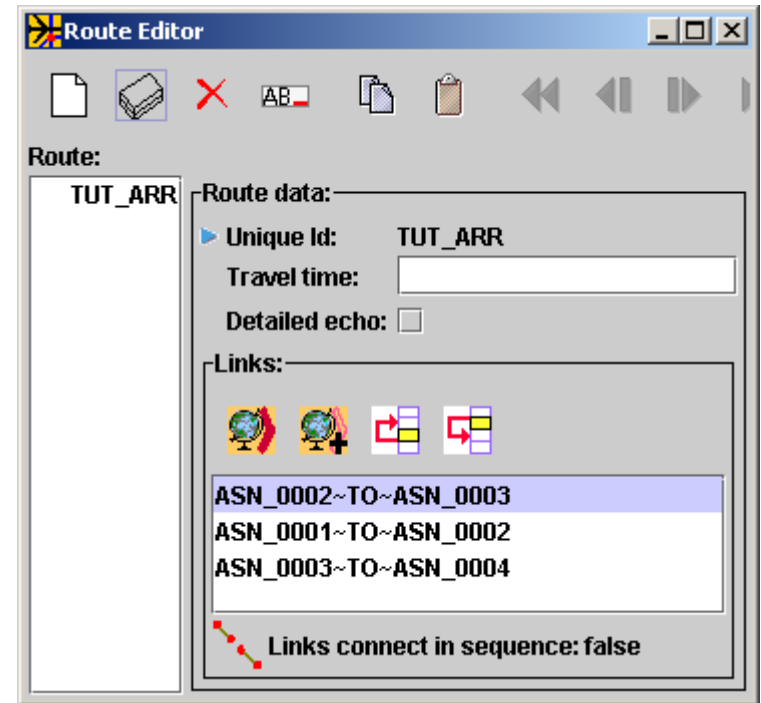 Route Editor
AB
Route:
TUT_ARR
Route data:
Unique Id: TUT_ARR
Travel time:
Detailed echo:
Links:
ASN_0002~TO~ASN_0003
ASN_0001~TO~ASN_0002
ASN_0003~TO~ASN_0004
Links connect in sequence: false